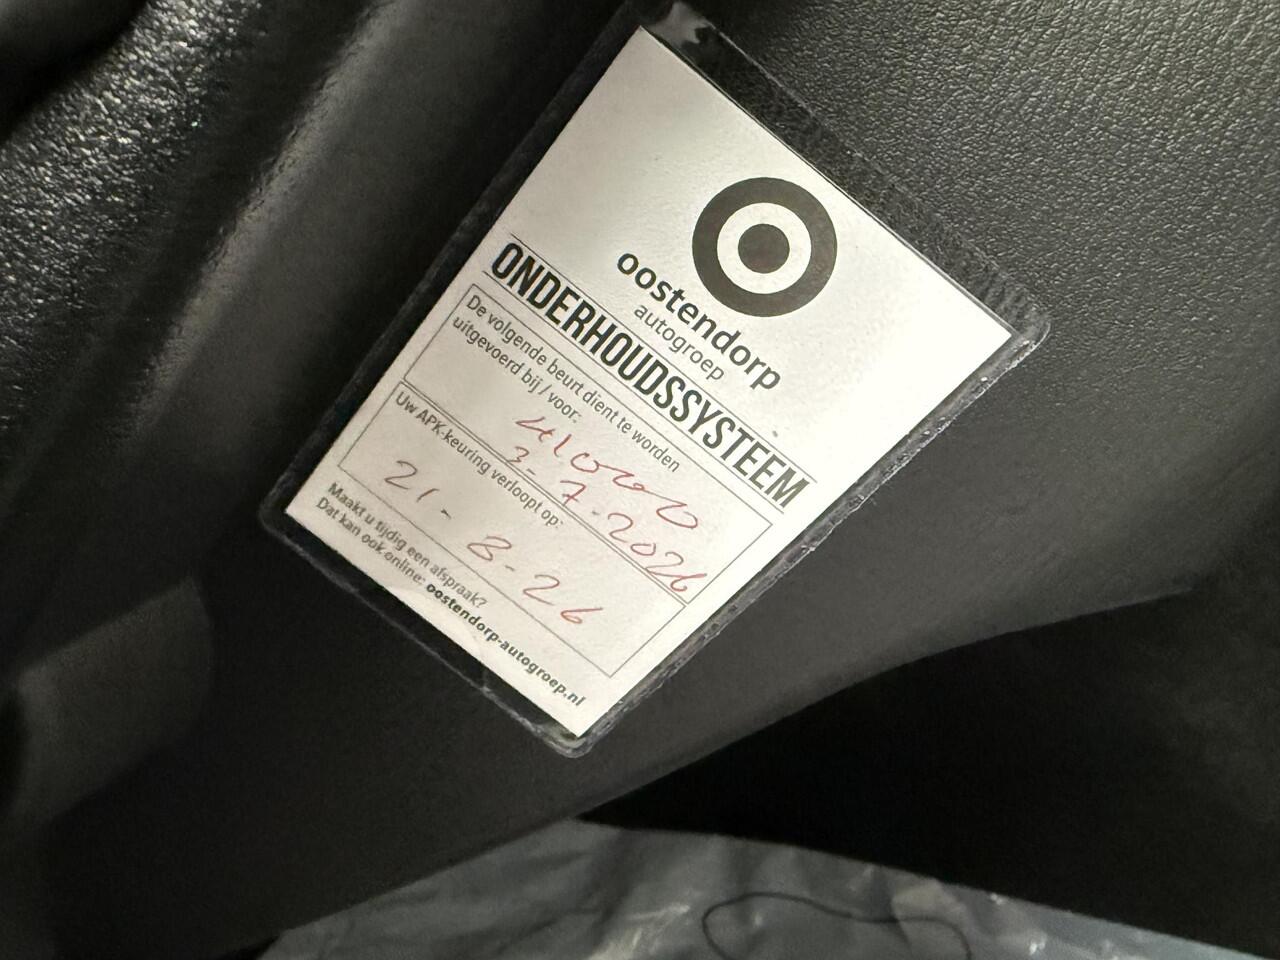 oostendorp
autogroep
ONDERHOUDSSYSTEEM
De volgende beurt dient te worden
uitgevoerd bij / voor:
41000
3-7-2026
Uw APK-keuring verloopt op:
21-8-26
Maakt u tijdig een afspraak?
Dat kan ook online: oostendorp-autogroep.nl